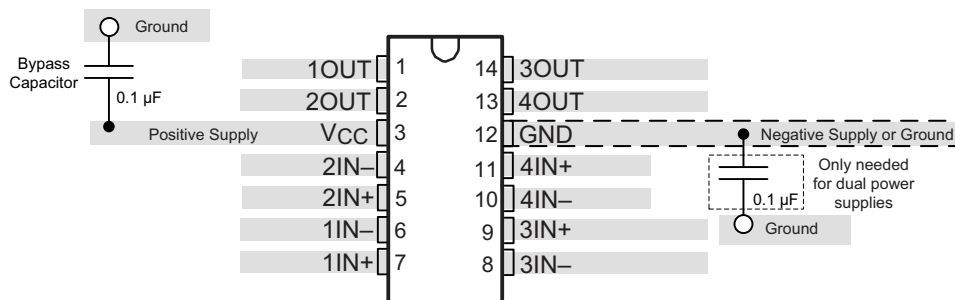 Ground
Bypass
Capacitor
0.1 µF
Positive Supply
1OUT 1
2OUT 2
VCC 3
2IN– 4
2IN+ 5
1IN– 6
1IN+ 7
14 3OUT
13 4OUT
12 GND
11 4IN+
10 4IN–
9 3IN+
8 3IN–
Negative Supply or Ground
Only needed
for dual power
supplies
0.1 µF
Ground